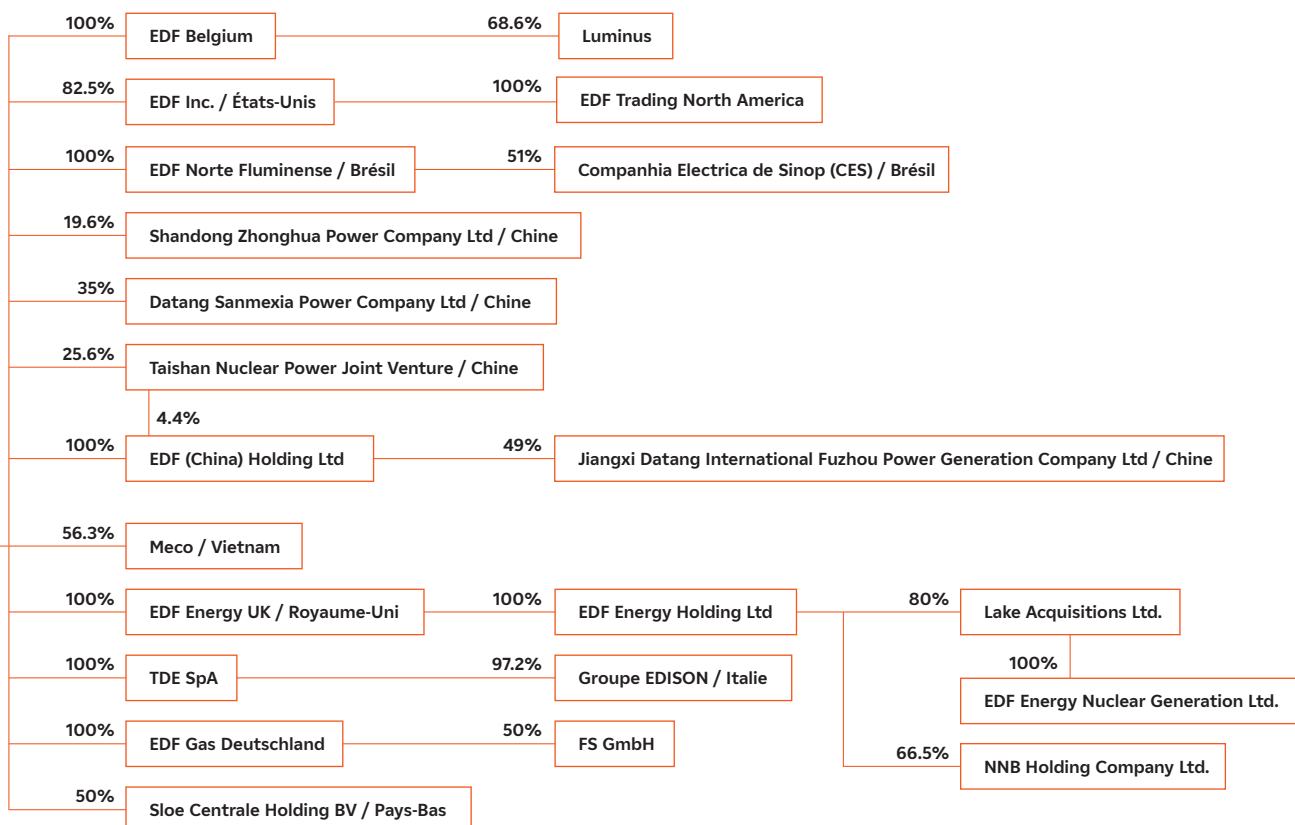 100% EDF Belgium 68.6% Luminus
82.5% EDF Inc. / États-Unis 100% EDF Trading North America
100% EDF Norte Fluminense / Brésil 51% Companhia Electrica de Sinop (CES) / Brésil
19.6% Shandong Zhonghua Power Company Ltd / Chine
35% Datang Sanmexia Power Company Ltd / Chine
25.6% Taishan Nuclear Power Joint Venture / Chine
4.4%
100% EDF (China) Holding Ltd 49% Jiangxi Datang International Fuzhou Power Generation Company Ltd / Chine
56.3% Meco / Vietnam
100% EDF Energy UK / Royaume-Uni 100% EDF Energy Holding Ltd 80% Lake Acquisitions Ltd.
100% TDE SpA 97.2% Groupe EDISON / Italie 100% EDF Energy Nuclear Generation Ltd.
100% EDF Gas Deutschland 50% FS GmbH 66.5% NNB Holding Company Ltd.
50% Sloe Centrale Holding BV / Pays-Bas